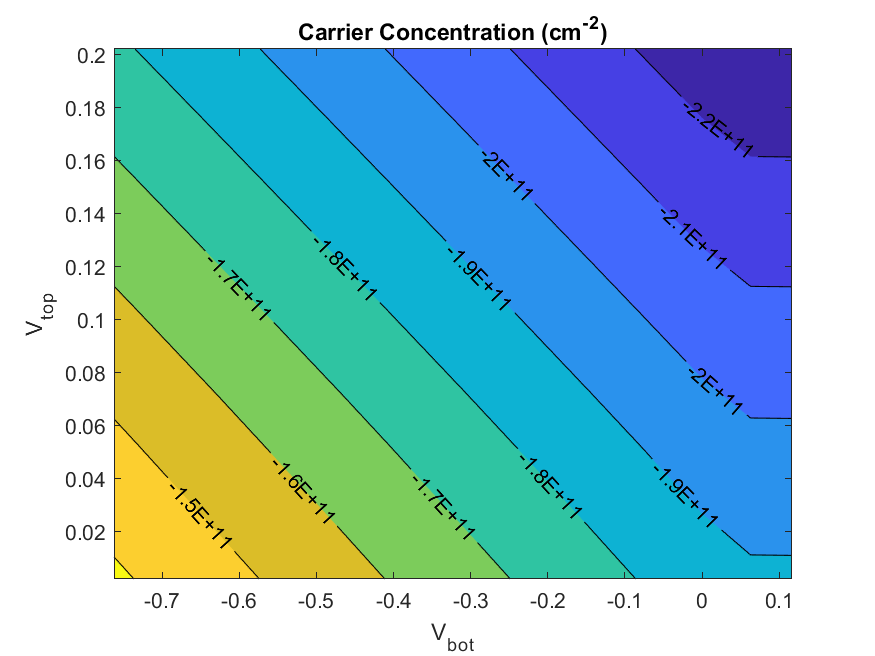 Carrier Concentration (cm-2)
0.2
0.18
0.16
0.14
0.12
0.1
0.08
0.06
0.04
0.02
Vtop
-2.2E+11
-2E+11
-2.1E+11
-1.8E+11
-1.9E+11
-1.7E+11
-2E+11
-1.6E+11
-1.7E+11
-1.8E+11
-1.9E+11
-1.5E+11
-0.7
-0.6
-0.5
-0.4
-0.3
-0.2
-0.1
0
0.1
Vbot